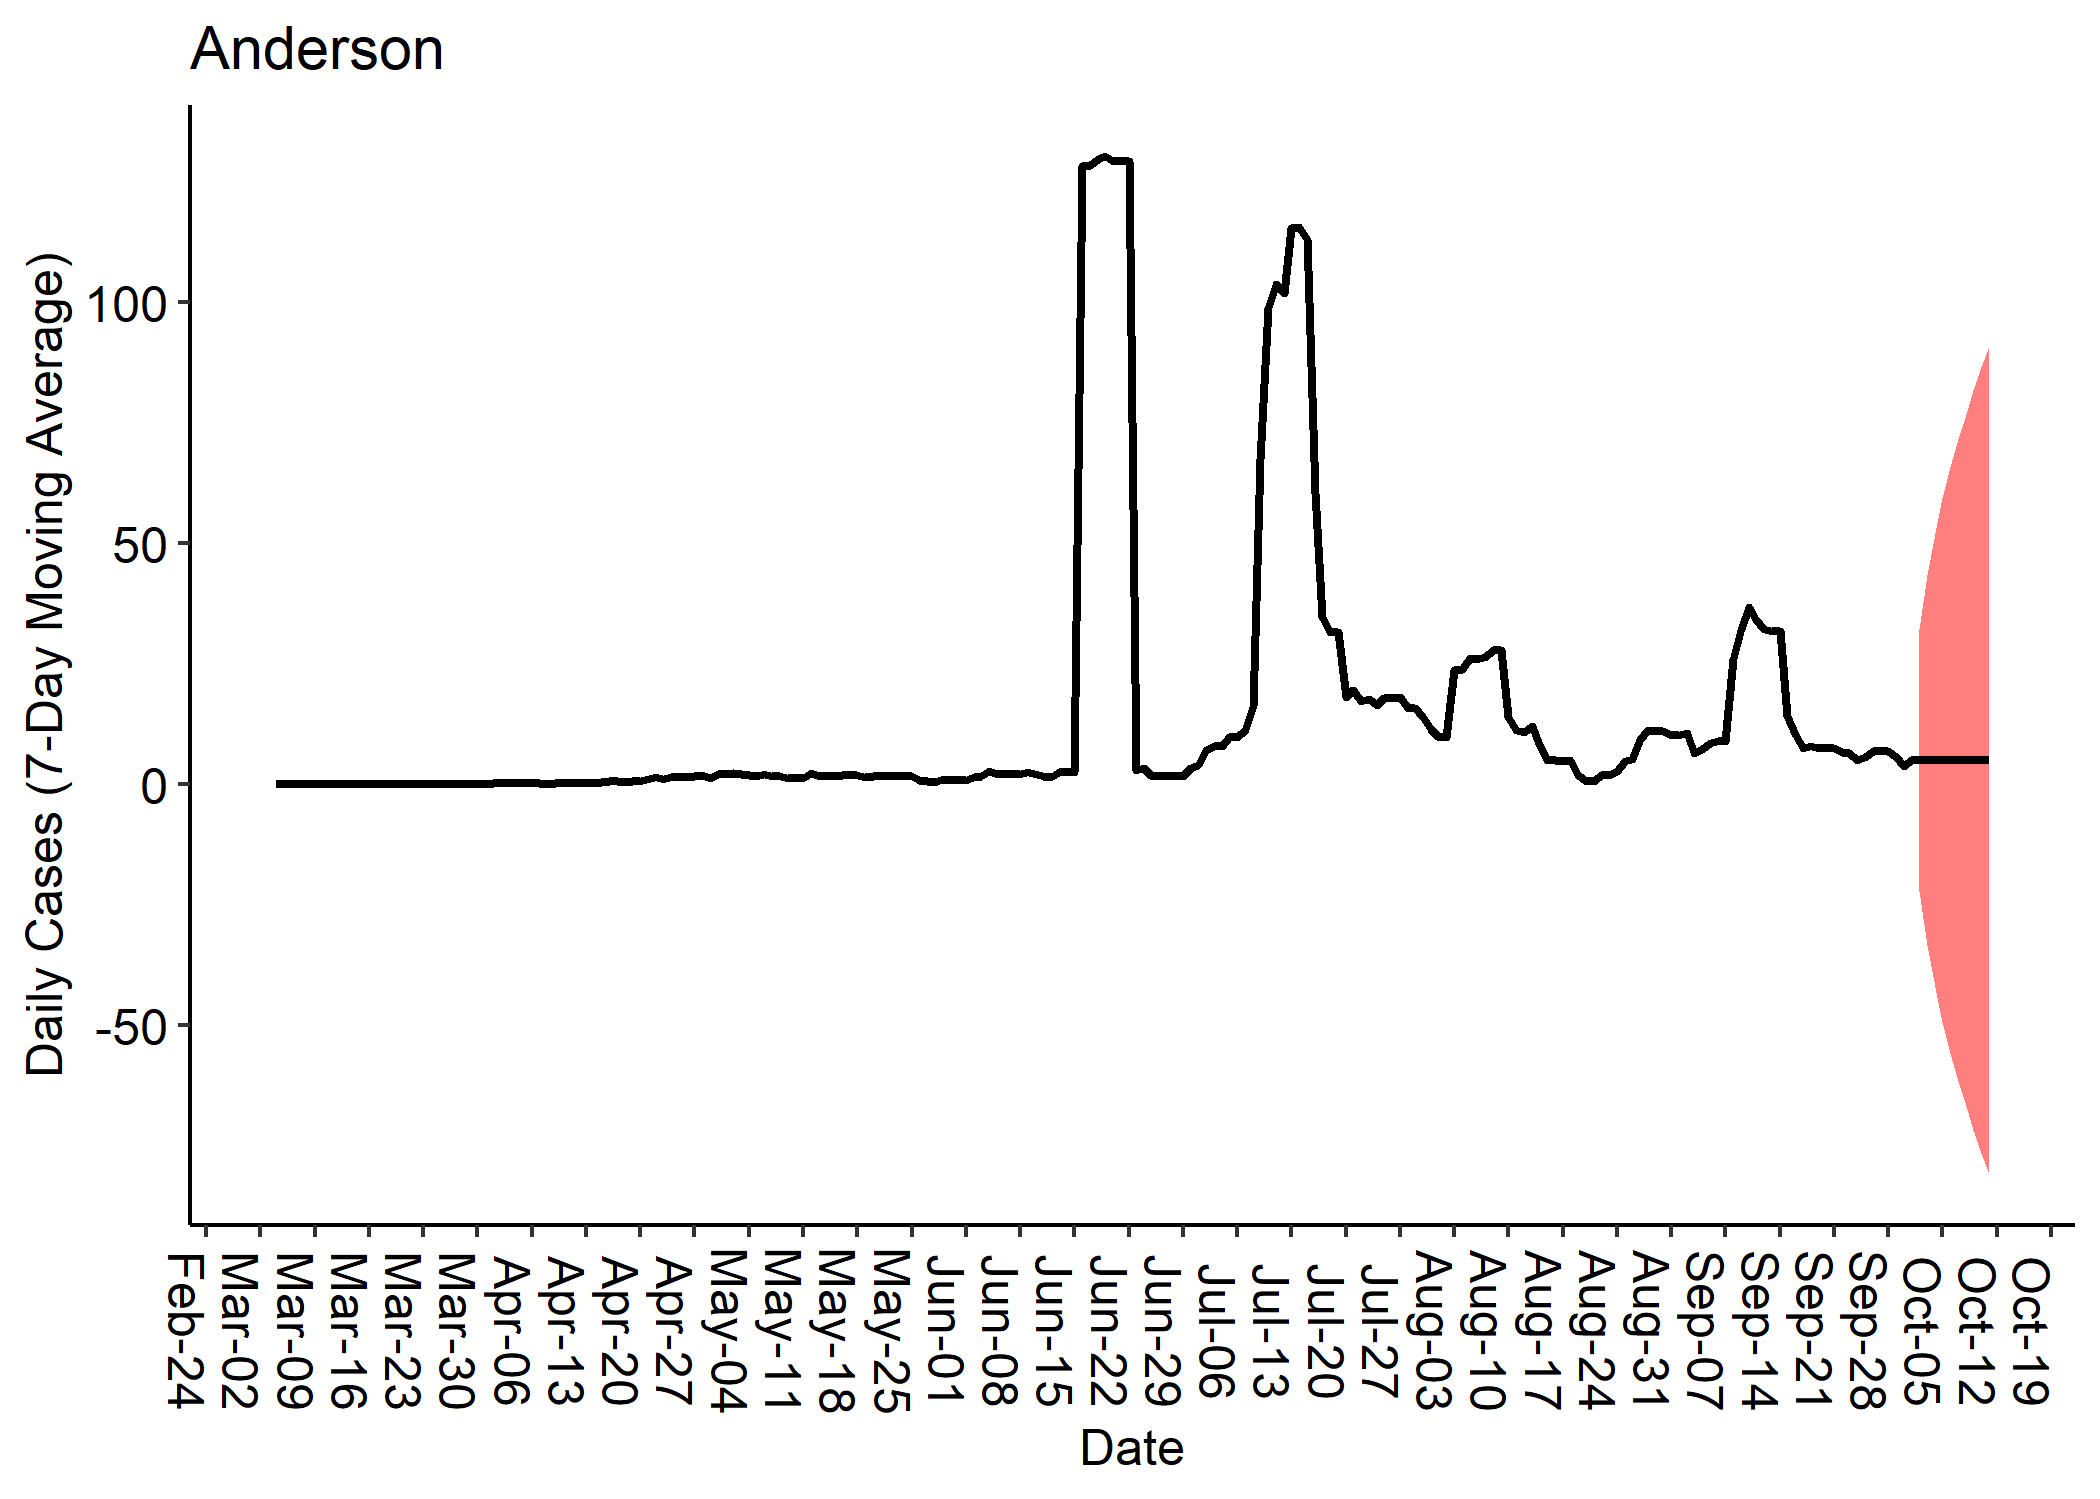 Anderson
Daily Cases (7-Day Moving Average)
100
50
0
-50
Feb-24
Mar-02
Mar-09
Mar-16
Mar-23
Mar-30
Apr-06
Apr-13
Apr-20
Apr-27
May-04
May-11
May-18
May-25
Jun-01
Jun-08
Jun-15
Jun-22
Jun-29
Jul-06
Jul-13
Jul-20
Jul-27
Aug-03
Aug-10
Aug-17
Aug-24
Aug-31
Sep-07
Sep-14
Sep-21
Sep-28
Oct-05
Oct-12
Oct-19
Date